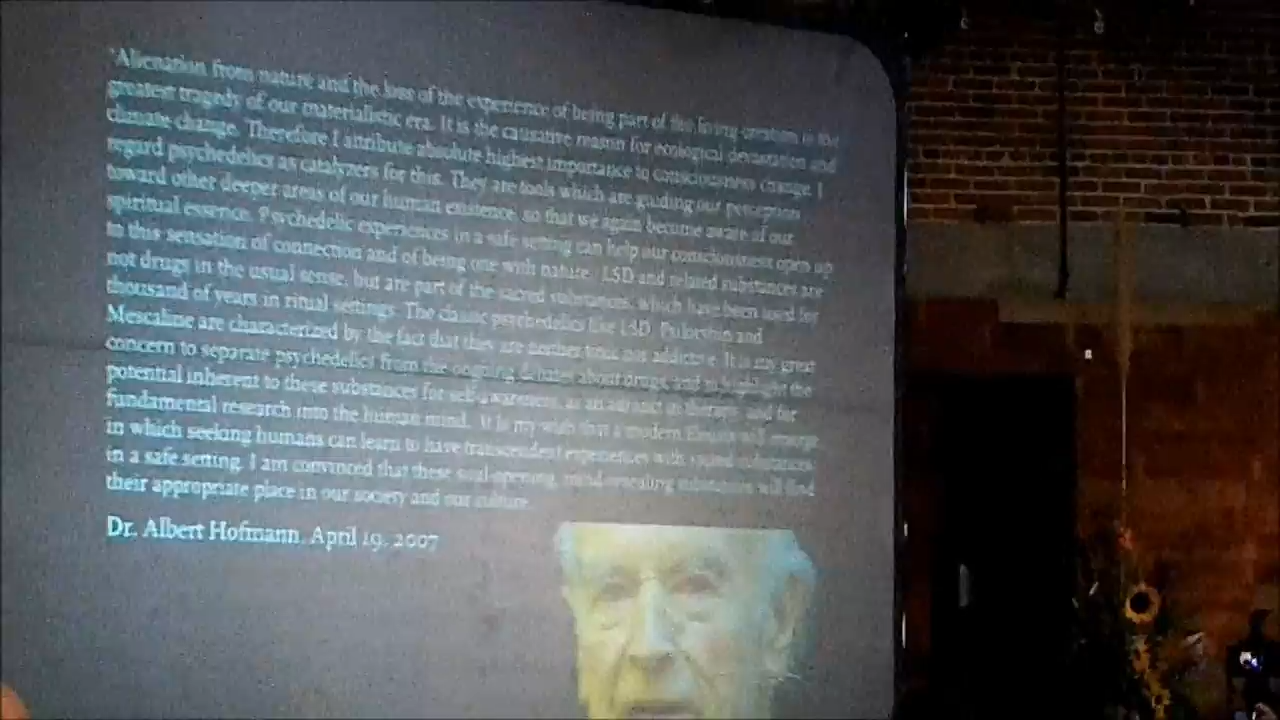 "Alienation from nature and the loss of the experience of being part of the living creation is the
greatest tragedy of our materialistic era. It is the causative reason for ecological devastation and
climate change. Therefore I attribute absolute highest importance to consciousness change. I
regard psychedelics as catalyzers for this. They are tools which are guiding our perception
toward other deeper areas of our human existence, so that we again become aware of our
spiritual essence. Psychedelic experiences in a safe setting can help our consciousness open up
to this sensation of connection and of being one with nature. LSD and related substances are
not drugs in the usual sense, but are part of the sacred substances, which have been used for
thousand of years in ritual settings. The classic psychedelics like LSD, Psilocybin and
Mescaline are characterized by the fact that they are neither toxic nor addictive. It is my great
concern to separate psychedelics from the ongoing debates about drugs, and to highlight the
potential inherent to these substances for self-awareness, as an adjunct in therapy, and for
fundamental research into the human mind. It is my wish that a modern Eleusis will emerge
in which seeking humans can learn to have transcendent experiences with sacred substances
in a safe setting. I am convinced that these soul-opening, mind-revealing substances will find
their appropriate place in our society and our culture.
Dr. Albert Hofmann, April 19, 2007